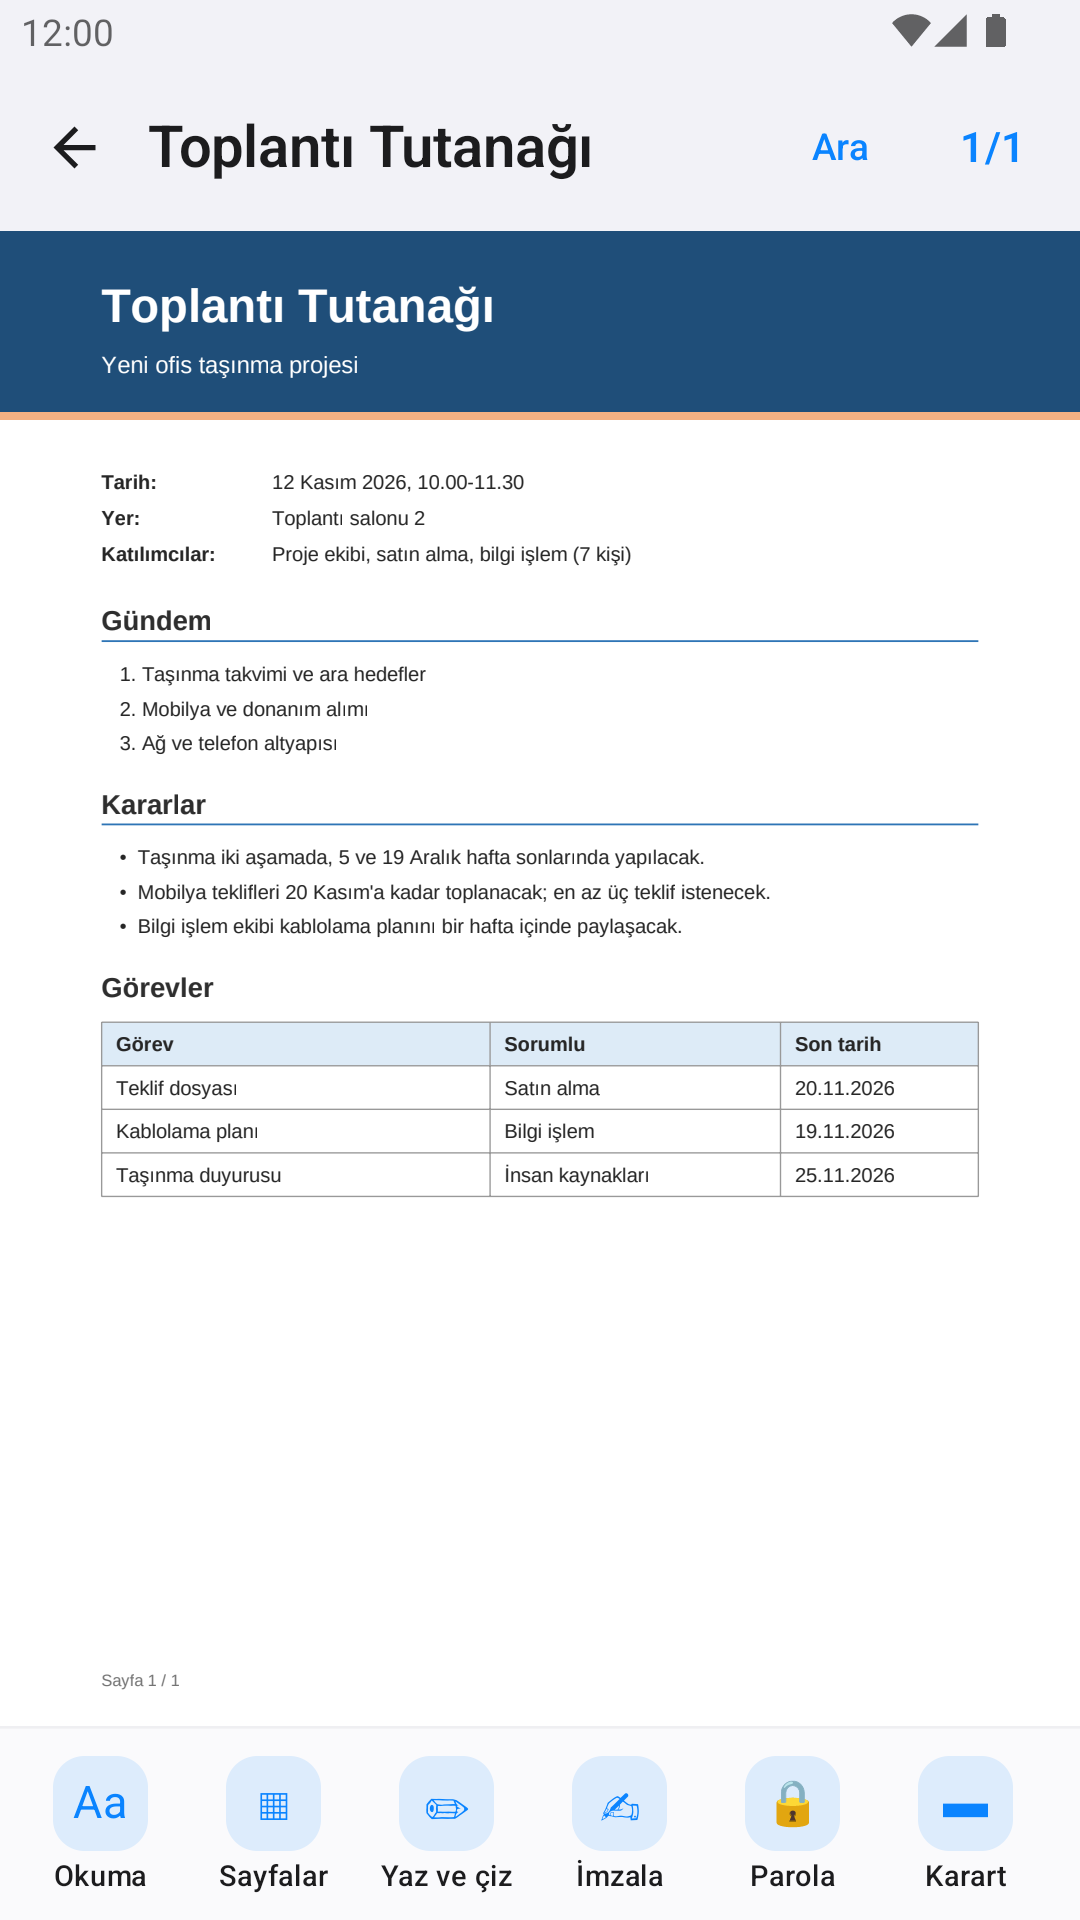 12:00
Toplantı Tutanağı
Ara
1/1
Toplantı Tutanağı
Yeni ofis taşınma projesi
Tarih: 12 Kasım 2026, 10.00-11.30
Yer: Toplantı salonu 2
Katılımcılar: Proje ekibi, satın alma, bilgi işlem (7 kişi)
Gündem
1. Taşınma takvimi ve ara hedefler
2. Mobilya ve donanım alımı
3. Ağ ve telefon altyapısı
Kararlar
• Taşınma iki aşamada, 5 ve 19 Aralık hafta sonlarında yapılacak.
• Mobilya teklifleri 20 Kasım'a kadar toplanacak; en az üç teklif istenecek.
• Bilgi işlem ekibi kablolama planını bir hafta içinde paylaşacak.
Görevler
Görev Sorumlu Son tarih
Teklif dosyası Satın alma 20.11.2026
Kablolama planı Bilgi işlem 19.11.2026
Taşınma duyurusu İnsan kaynakları 25.11.2026
Sayfa 1 / 1
Aa
Okuma Sayfalar Yaz ve çiz İmzala Parola Karart